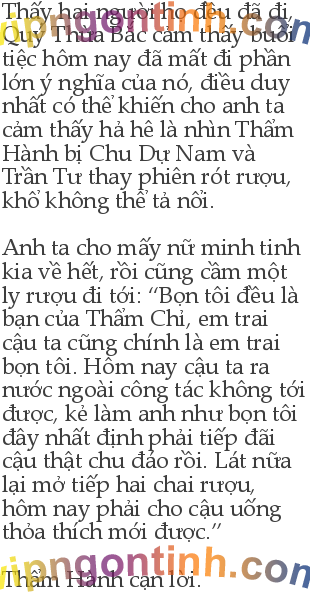 Thấy hai người họ đều đã đi,
Quý Thừa Bắc cảm thấy buổi
tiệc hôm nay đã mất đi phần
lớn ý nghĩa của nó, điều duy
nhất có thể khiến cho anh ta
cảm thấy hả hê là nhìn Thẩm
Hành bị Chu Dự Nam và
Trần Tư thay phiên rót rượu,
khổ không thể tả nổi.
Anh ta cho mấy nữ minh tinh
kia về hết, rồi cũng cầm một
ly rượu đi tới: “Bọn tôi đều là
bạn của Thẩm Chi, em trai
cậu ta cũng chính là em trai
bọn tôi. Hôm nay cậu ta ra
nước ngoài công tác không tới
được, kẻ làm anh như bọn tôi
đây nhất định phải tiếp đãi
cậu thật chu đáo rồi. Lát nữa
lại mở tiếp hai chai rượu,
hôm nay phải cho cậu uống
thỏa thích mới được.”
vipngontinh.com
Thẩm Hành cạn lời.